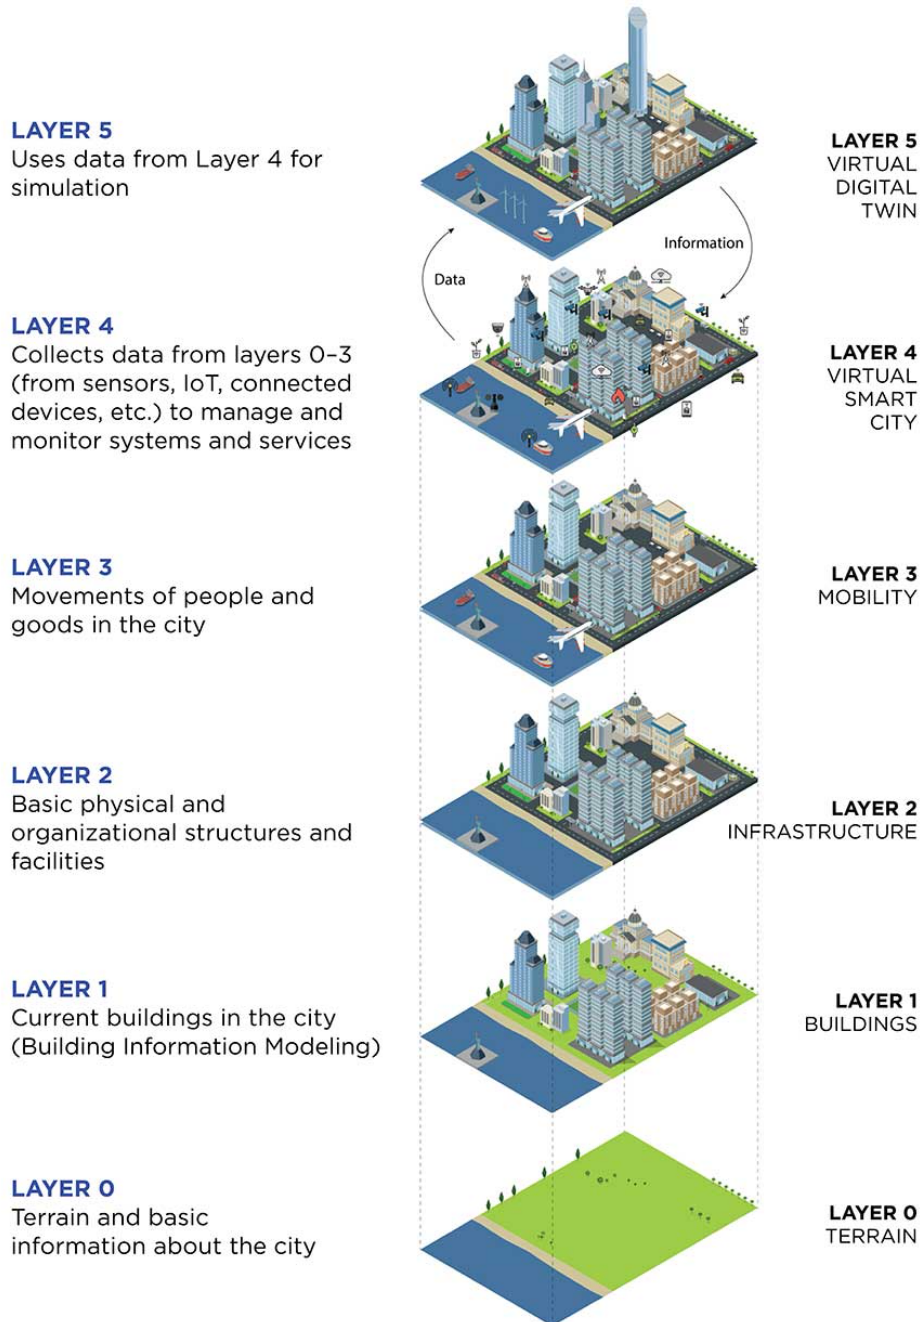 LAYER 5
Uses data from Layer 4 for
simulation
LAYER 5
VIRTUAL
DIGITAL
TWIN
Information
Data
LAYER 4
Collects data from layers 0–3
(from sensors, IoT, connected
devices, etc.) to manage and
monitor systems and services
LAYER 4
VIRTUAL
SMART
CITY
LAYER 3
Movements of people and
goods in the city
LAYER 3
MOBILITY
LAYER 2
Basic physical and
organizational structures and
facilities
LAYER 2
INFRASTRUCTURE
LAYER 1
Current buildings in the city
(Building Information Modeling)
LAYER 1
BUILDINGS
LAYER 0
Terrain and basic
information about the city
LAYER 0
TERRAIN